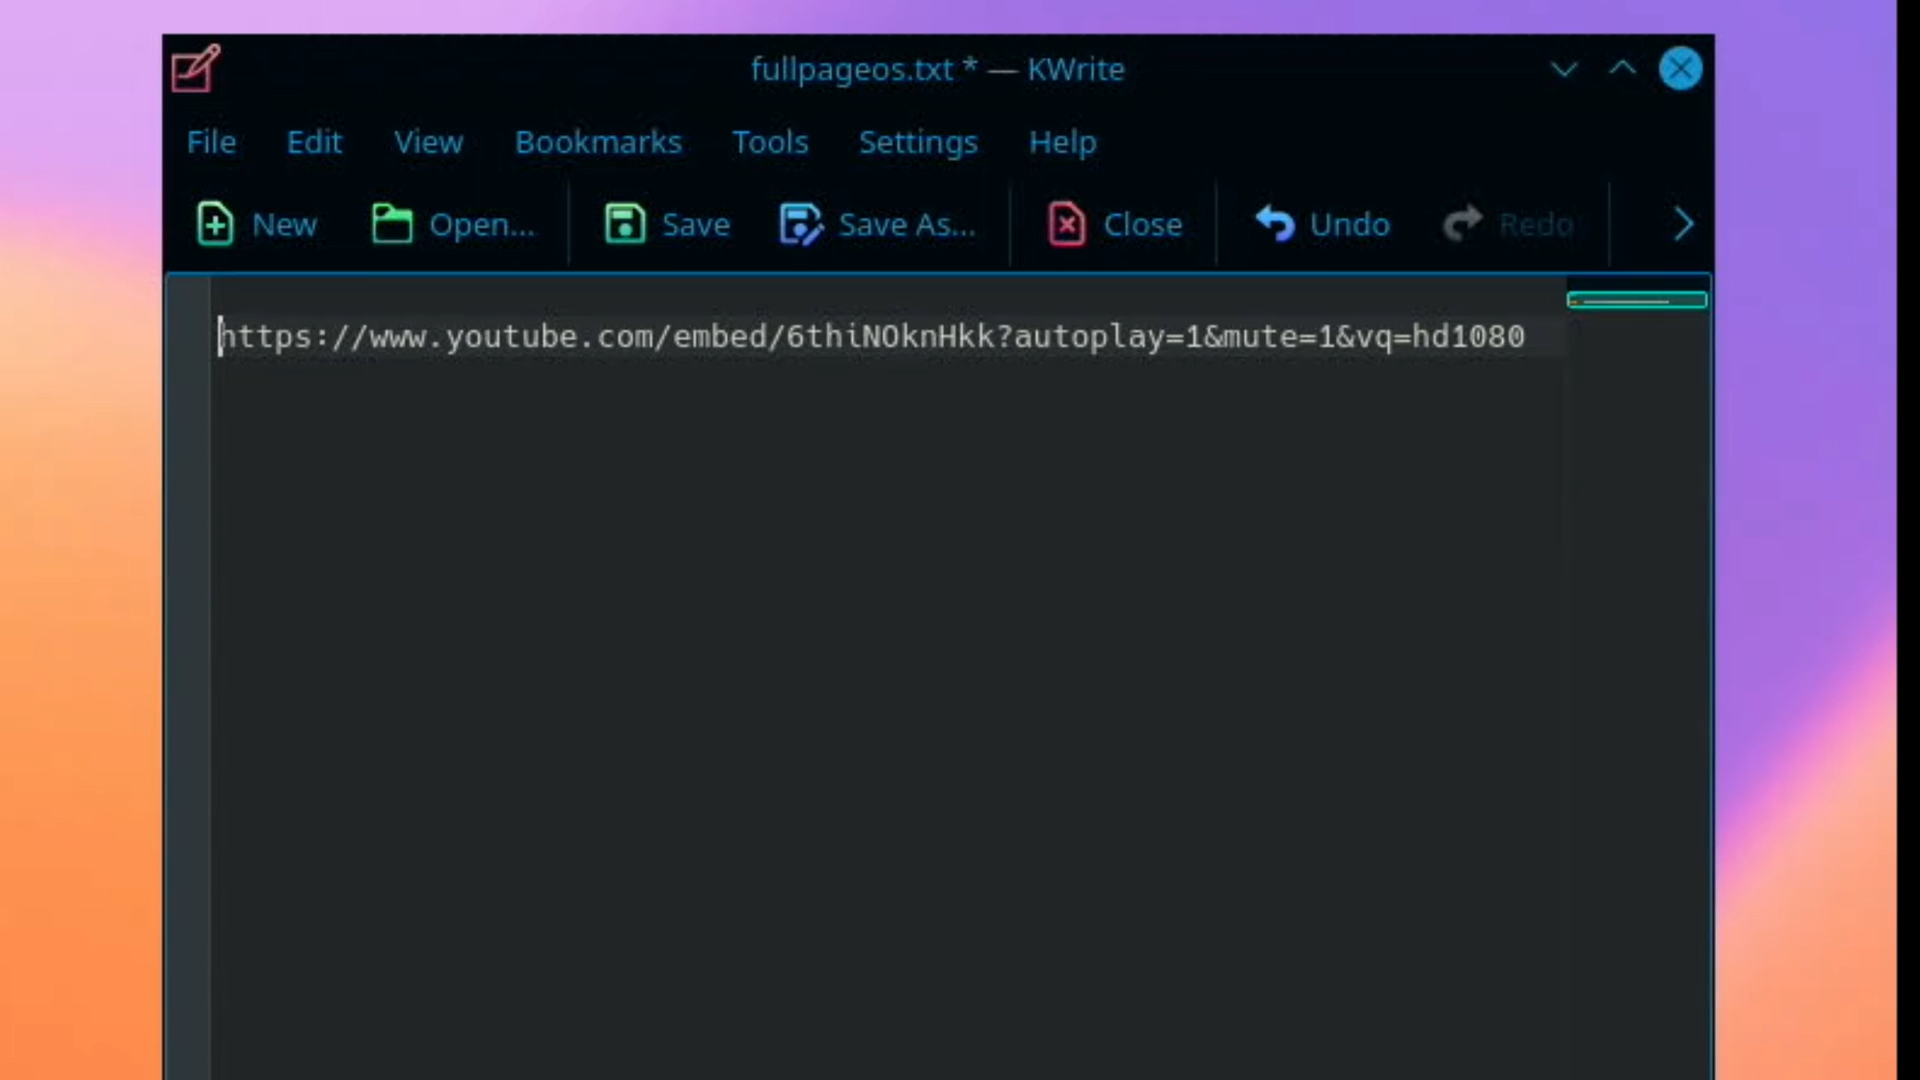 fullpageos.txt * — KWrite
File Edit View Bookmarks Tools Settings Help
New Open... Save Save As... Close Undo Redo
https://www.youtube.com/embed/6thiNOknHkk?autoplay=1&mute=1&vq=hd1080